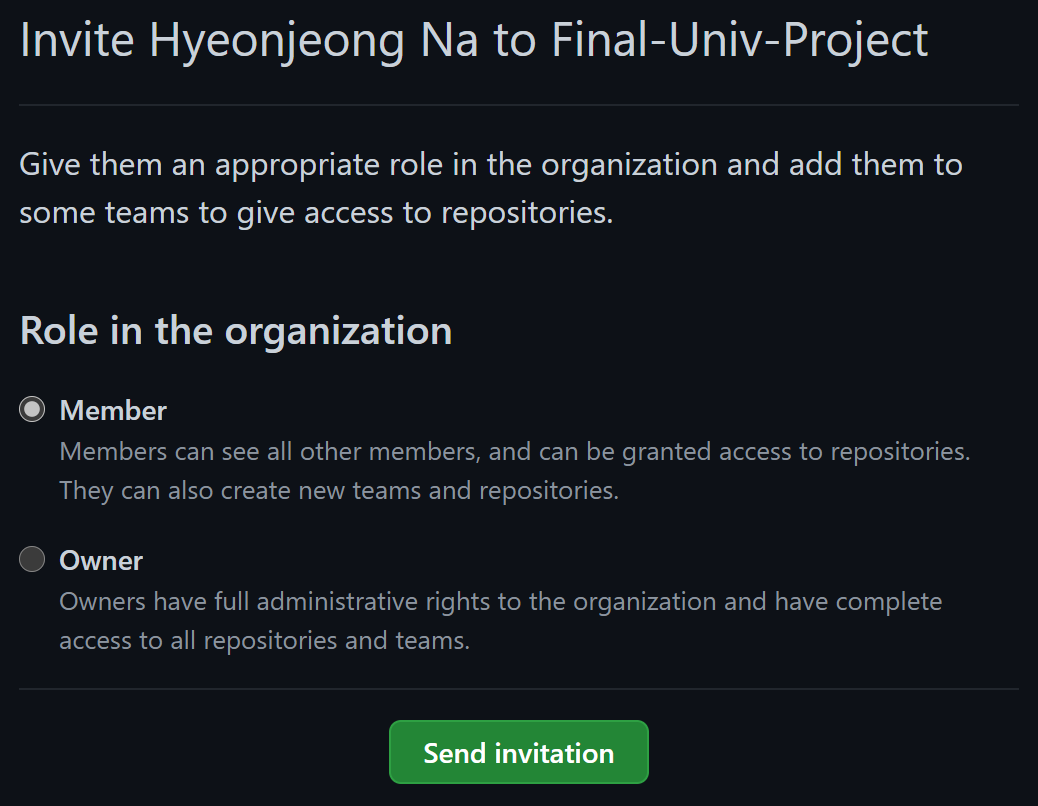 Invite Hyeonjeong Na to Final-Univ-Project
Give them an appropriate role in the organization and add them to
some teams to give access to repositories.
Role in the organization
Member
Members can see all other members, and can be granted access to repositories.
They can also create new teams and repositories.
Owner
Owners have full administrative rights to the organization and have complete
access to all repositories and teams.
Send invitation